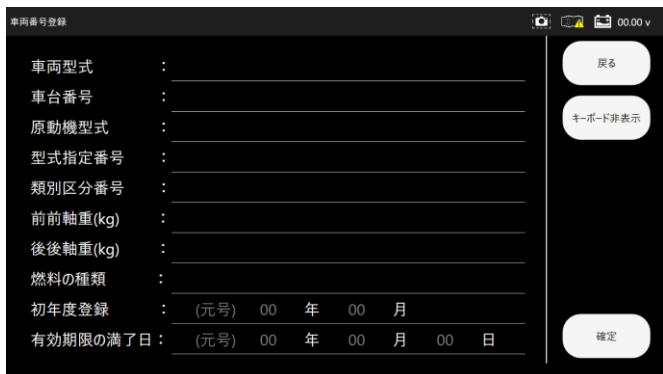 車両番号登録 00.00 v
車両型式 :
車台番号 :
原動機型式 :
型式指定番号 :
類別区分番号 :
前前軸重(kg) :
後後軸重(kg) :
燃料の種類 :
初年度登録 : (元号) 00 年 00 月
有効期限の満了日 : (元号) 00 年 00 月 00 日
戻る
キーボード非表示
確定